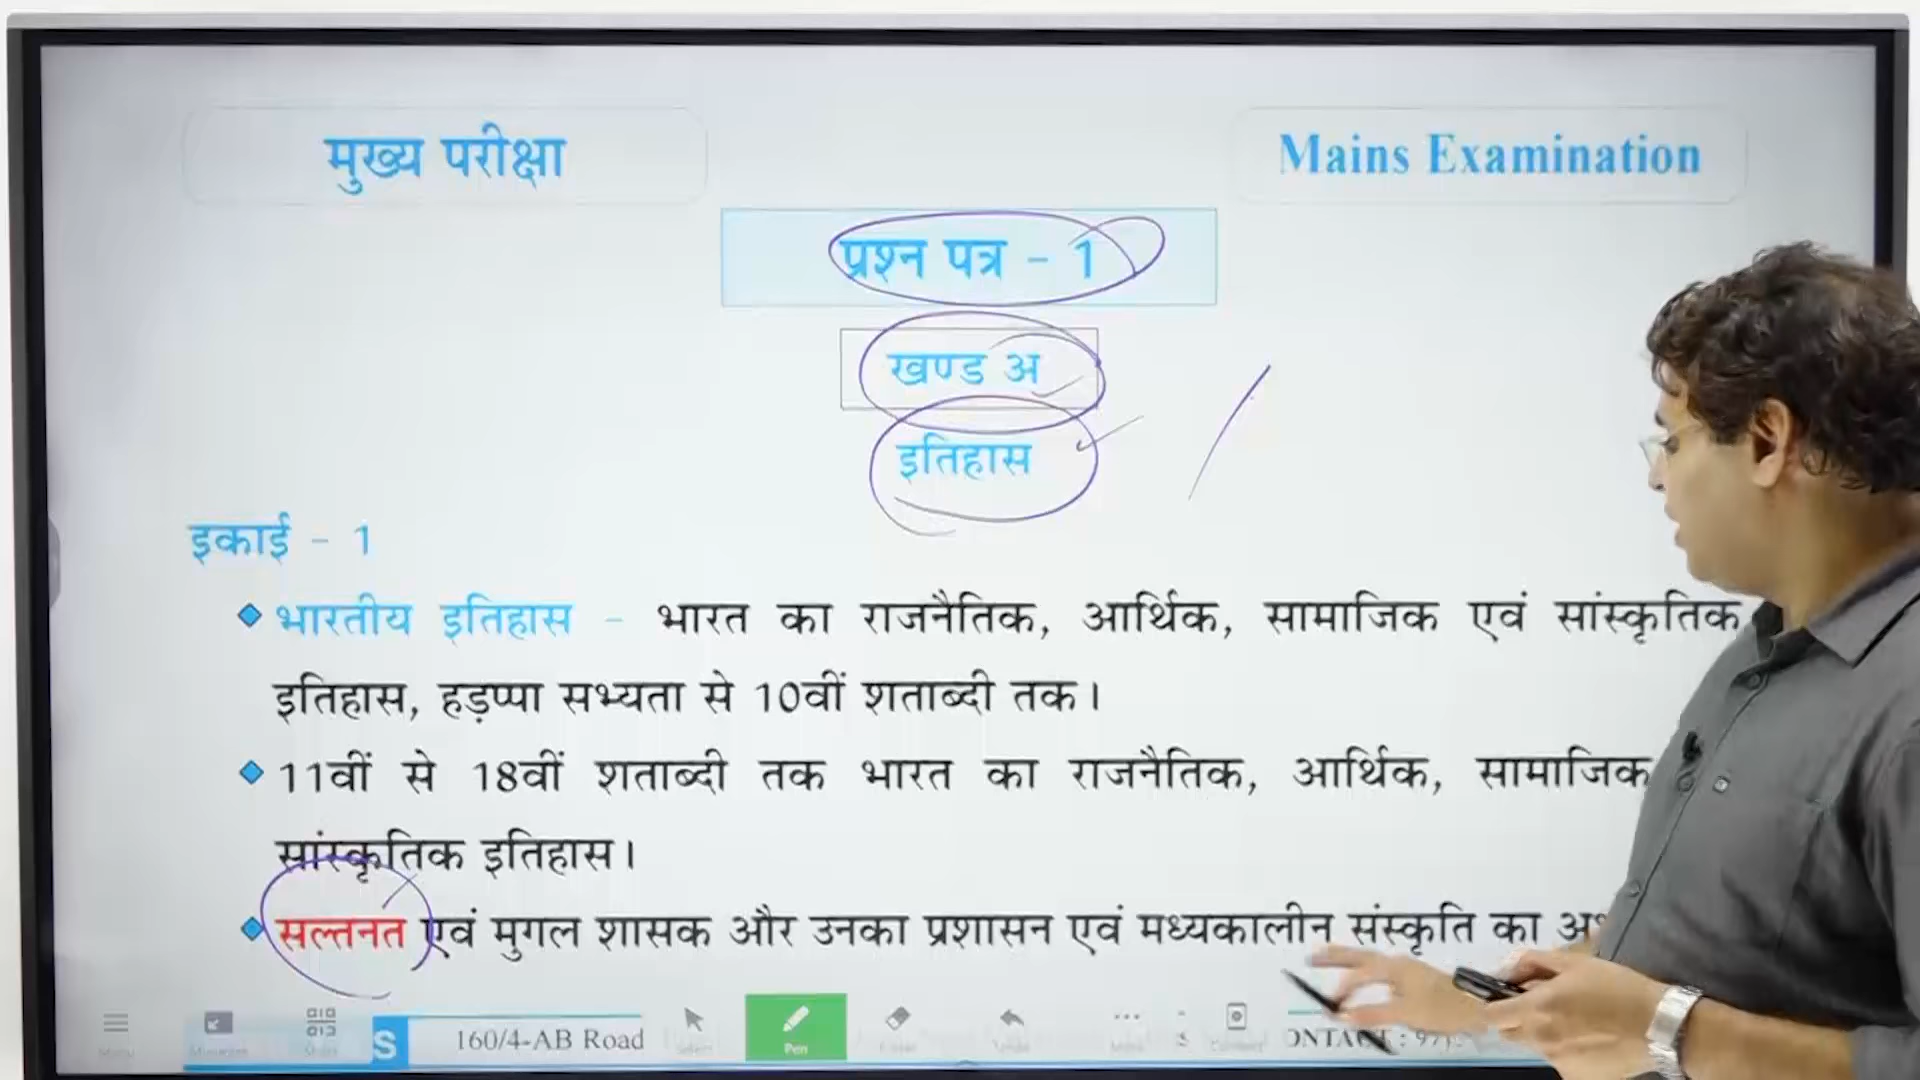 मुख्य परीक्षा
Mains Examination
प्रश्न पत्र - 1
खण्ड अ
इतिहास
इकाई - 1
भारतीय इतिहास - भारत का राजनैतिक, आर्थिक, सामाजिक एवं सांस्कृतिक
इतिहास, हड़प्पा सभ्यता से 10वीं शताब्दी तक।
11वीं से 18वीं शताब्दी तक भारत का राजनैतिक, आर्थिक, सामाजिक
सांस्कृतिक इतिहास।
सल्तनत एवं मुगल शासक और उनका प्रशासन एवं मध्यकालीन संस्कृति का
S 160/4-AB Road
Pen